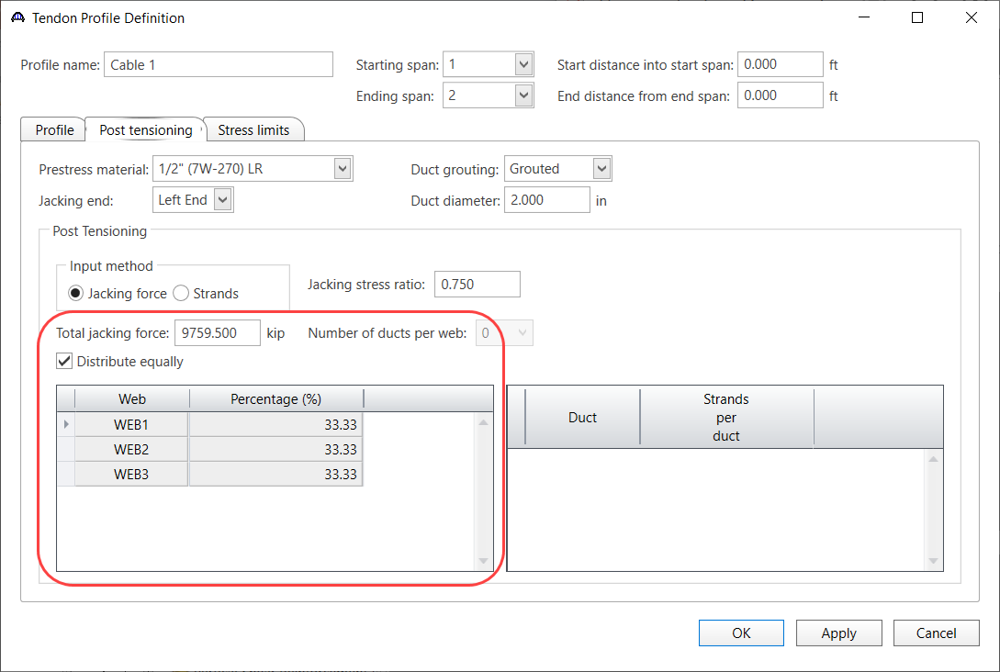 Tendon Profile Definition
Profile name: Cable 1 Starting span: 1 Start distance into start span: 0.000 ft
Ending span: 2 End distance from end span: 0.000 ft
Profile Post tensioning Stress limits
Prestress material: 1/2" (7W-270) LR Duct grouting: Grouted
Jacking end: Left End Duct diameter: 2.000 in
Post Tensioning
Input method
Jacking force Strands Jacking stress ratio: 0.750
Total jacking force: 9759.500 kip Number of ducts per web: 0
Distribute equally
Web Percentage (%)
WEB1 33.33
WEB2 33.33
WEB3 33.33
Duct Strands
per
duct
OK Apply Cancel